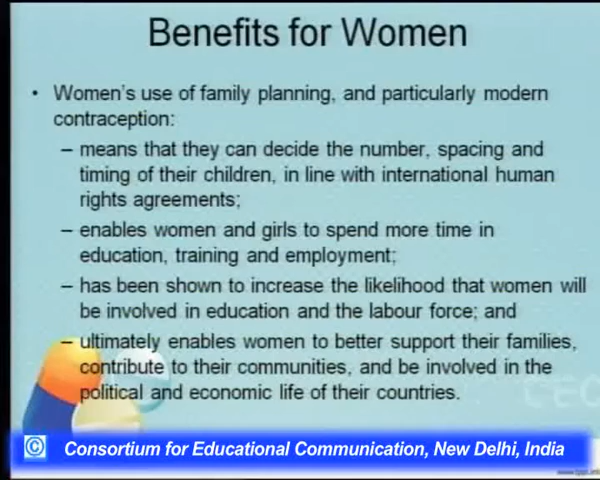 Benefits for Women
• Women's use of family planning, and particularly modern
contraception:
– means that they can decide the number, spacing and
timing of their children, in line with international human
rights agreements;
– enables women and girls to spend more time in
education, training and employment;
– has been shown to increase the likelihood that women will
be involved in education and the labour force; and
– ultimately enables women to better support their families,
contribute to their communities, and be involved in the
political and economic life of their countries.
CEC
© Consortium for Educational Communication, New Delhi, India